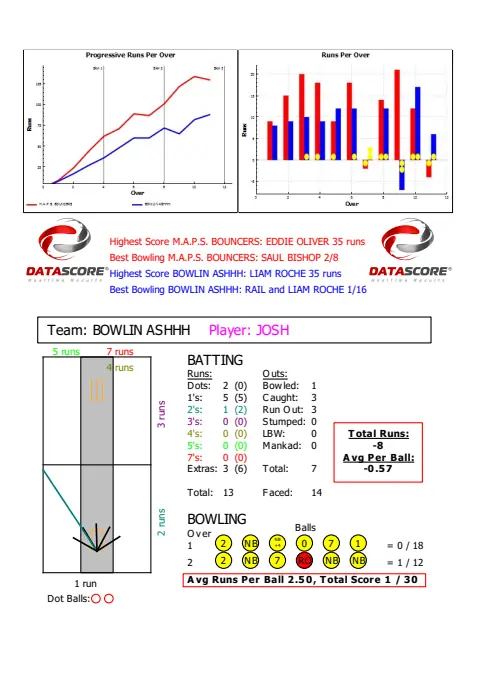 Progressive Runs Per Over
Runs
Over
M.A.P.S. BOUNCERS
Runs Per Over
Runs
Over
DATASCORE®
Realtime Results
Highest Score M.A.P.S. BOUNCERS: EDDIE OLIVER 35 runs
Best Bowling M.A.P.S. BOUNCERS: SAUL BISHOP 2/8
Highest Score BOWLIN ASHHH: LIAM ROCHE 35 runs
Best Bowling BOWLIN ASHHH: RAIL and LIAM ROCHE 1/16
DATASCORE®
Realtime Results
Team: BOWLIN ASHHH Player: JOSH
5 runs 7 runs
4 runs
3 runs
2 runs
1 run
Dot Balls:
BATTING
Runs: Outs:
Dots: 2 (0) Bowled: 1
1's: 5 (5) Caught: 3
2's: 1 (2) Run Out: 3
3's: 0 (0) Stumped: 0
4's: 0 (0) LBW: 0
5's: 0 (0) Mankad: 0
7's: 0 (0)
Extras: 3 (6) Total: 7
Total: 13 Faced: 14
Total Runs:
-8
Avg Per Ball:
-0.57
BOWLING
Over Balls
1 2 NB 0 7 1 = 0 / 18
2 2 NB 7 RO NB NB = 1 / 12
Avg Runs Per Ball 2.50, Total Score 1 / 30